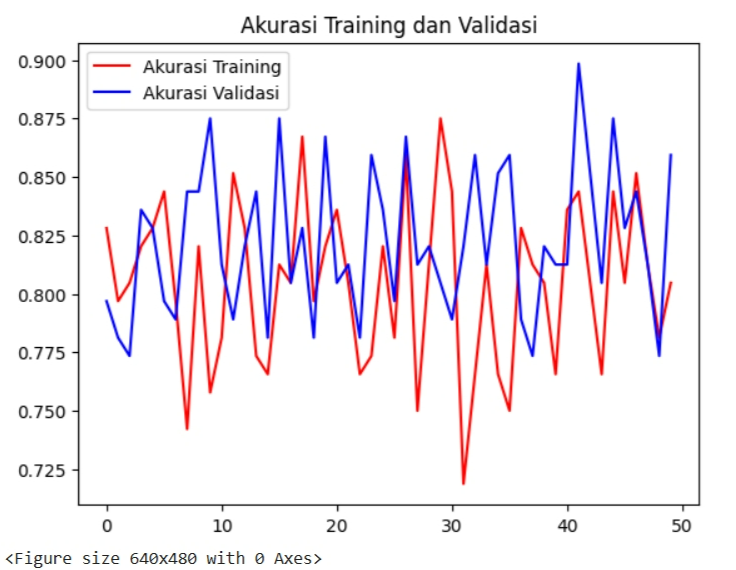 Akurasi Training dan Validasi
Akurasi Training
Akurasi Validasi
0.900
0.875
0.850
0.825
0.800
0.775
0.750
0.725
0 10 20 30 40 50
<Figure size 640x480 with 0 Axes>